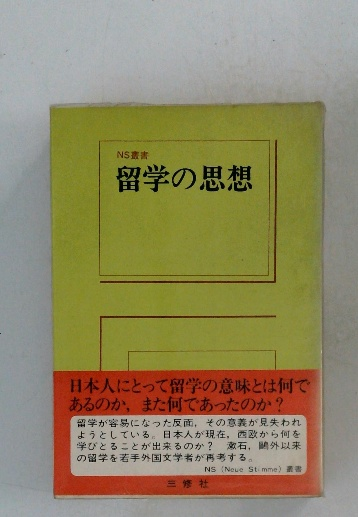 NS叢書
留学の思想
日本人にとって留学の意味とは何で
あるのか，また何であったのか？
留学が容易になった反面，その意義が見失われ
ようとしている。日本人が現在，西欧から何を
学びとることが出来るのか？　漱石，鷗外以来
の留学を若手外国文学者が再考する。
NS（Neue Stimme）叢書
三修社